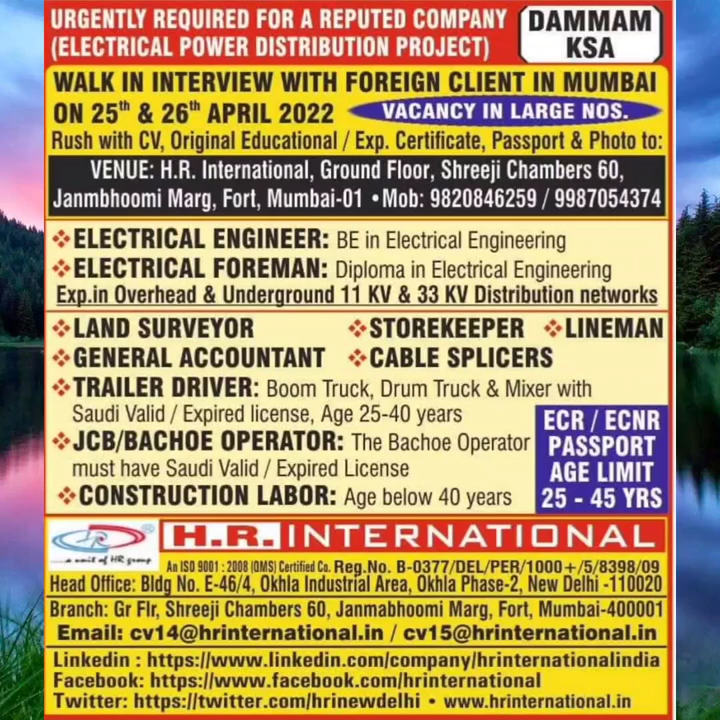 URGENTLY REQUIRED FOR A REPUTED COMPANY
(ELECTRICAL POWER DISTRIBUTION PROJECT)
DAMMAM
KSA
WALK IN INTERVIEW WITH FOREIGN CLIENT IN MUMBAI
ON 25th & 26th APRIL 2022 VACANCY IN LARGE NOS.
Rush with CV, Original Educational / Exp. Certificate, Passport & Photo to:
VENUE: H.R. International, Ground Floor, Shreeji Chambers 60,
Janmbhoomi Marg, Fort, Mumbai-01 • Mob: 9820846259 / 9987054374
❖ELECTRICAL ENGINEER: BE in Electrical Engineering
❖ELECTRICAL FOREMAN: Diploma in Electrical Engineering
Exp.in Overhead & Underground 11 KV & 33 KV Distribution networks
❖LAND SURVEYOR ❖STOREKEEPER ❖LINEMAN
❖GENERAL ACCOUNTANT ❖CABLE SPLICERS
❖TRAILER DRIVER: Boom Truck, Drum Truck & Mixer with
Saudi Valid / Expired license, Age 25-40 years
❖JCB/BACHOE OPERATOR: The Bachoe Operator
must have Saudi Valid / Expired License
❖CONSTRUCTION LABOR: Age below 40 years
ECR / ECNR
PASSPORT
AGE LIMIT
25 - 45 YRS
R
a unit of HR group
H.R. INTERNATIONAL
An ISO 9001 : 2008 (QMS) Certified Co. Reg.No. B-0377/DEL/PER/1000+/5/8398/09
Head Office: Bldg No. E-46/4, Okhla Industrial Area, Okhla Phase-2, New Delhi -110020
Branch: Gr Flr, Shreeji Chambers 60, Janmabhoomi Marg, Fort, Mumbai-400001
Email: cv14@hrinternational.in / cv15@hrinternational.in
Linkedin : https://www.linkedin.com/company/hrinternationalindia
Facebook: https://www.facebook.com/hrinternational
Twitter: https://twitter.com/hrinewdelhi • www.hrinternational.in